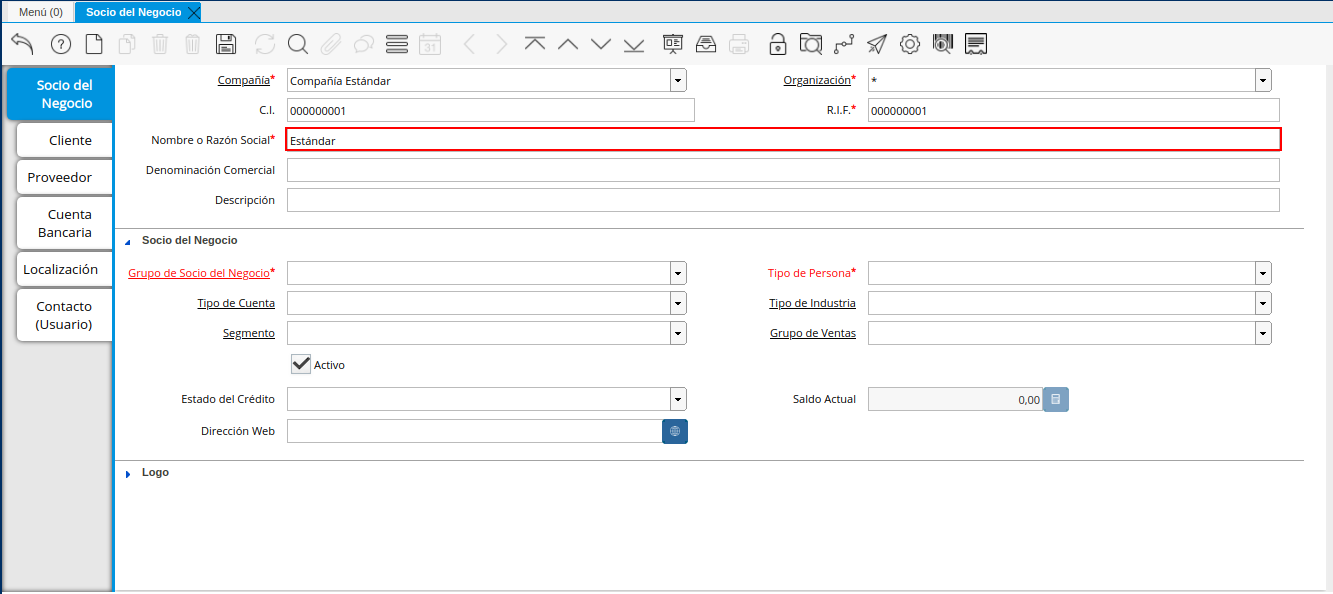 Menú (0) Socio del Negocio
31
Socio del
Negocio
Cliente
Proveedor
Cuenta
Bancaria
Localización
Contacto
(Usuario)
Compañía* Compañía Estándar Organización* *
C.I. 000000001 R.I.F.* 000000001
Nombre o Razón Social* Estándar
Denominación Comercial
Descripción
Socio del Negocio
Grupo de Socio del Negocio* Tipo de Persona*
Tipo de Cuenta Tipo de Industria
Segmento Grupo de Ventas
Activo
Estado del Crédito Saldo Actual 0,00
Dirección Web
Logo